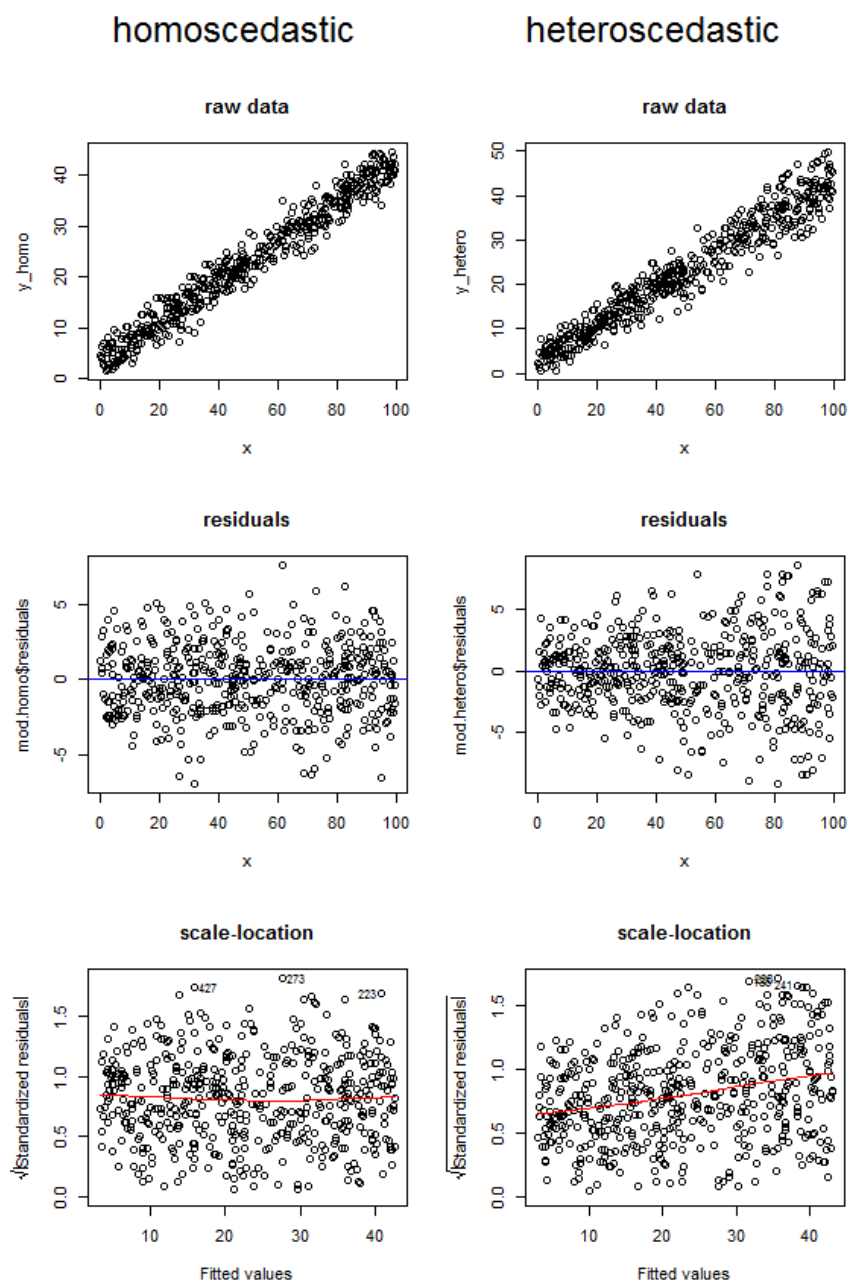 homoscedastic heteroscedastic
raw data raw data
y_homo
0 10 20 30 40
0 20 40 60 80 100
x
y_hetero
0 10 20 30 40 50
0 20 40 60 80 100
x
residuals residuals
mod.homo$residuals
-5 0 5
0 20 40 60 80 100
x
mod.hetero$residuals
-5 0 5
0 20 40 60 80 100
x
scale-location scale-location
√|Standardized residuals|
0.0 0.5 1.0 1.5
427 273 223
10 20 30 40
Fitted values
√|Standardized residuals|
0.0 0.5 1.0 1.5
241
10 20 30 40
Fitted values